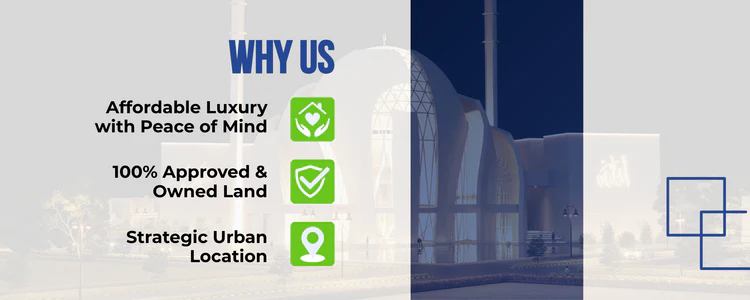 WHY US
Affordable Luxury
with Peace of Mind
100% Approved &
Owned Land
Strategic Urban
Location